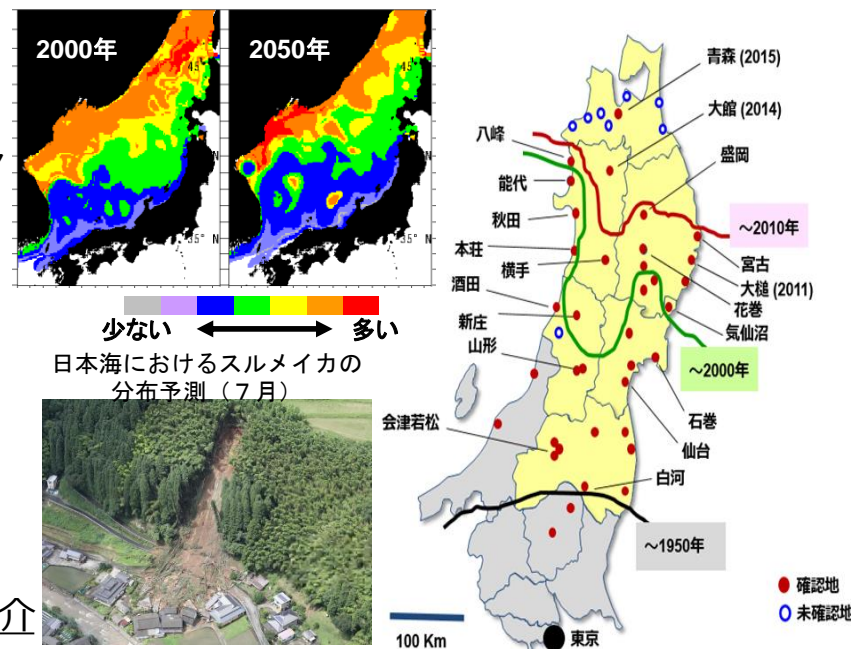 2000年
2050年
45°
45°
N
N
35°
35° N
少ない
多い
日本海におけるスルメイカの
分布予測（７月）
介
青森 (2015)
大館 (2014)
八峰
盛岡
能代
秋田
～2010年
本荘
宮古
横手
大槌 (2011)
酒田
花巻
新庄
気仙沼
山形
～2000年
石巻
会津若松
仙台
白河
～1950年
確認地
未確認地
100 Km
東京